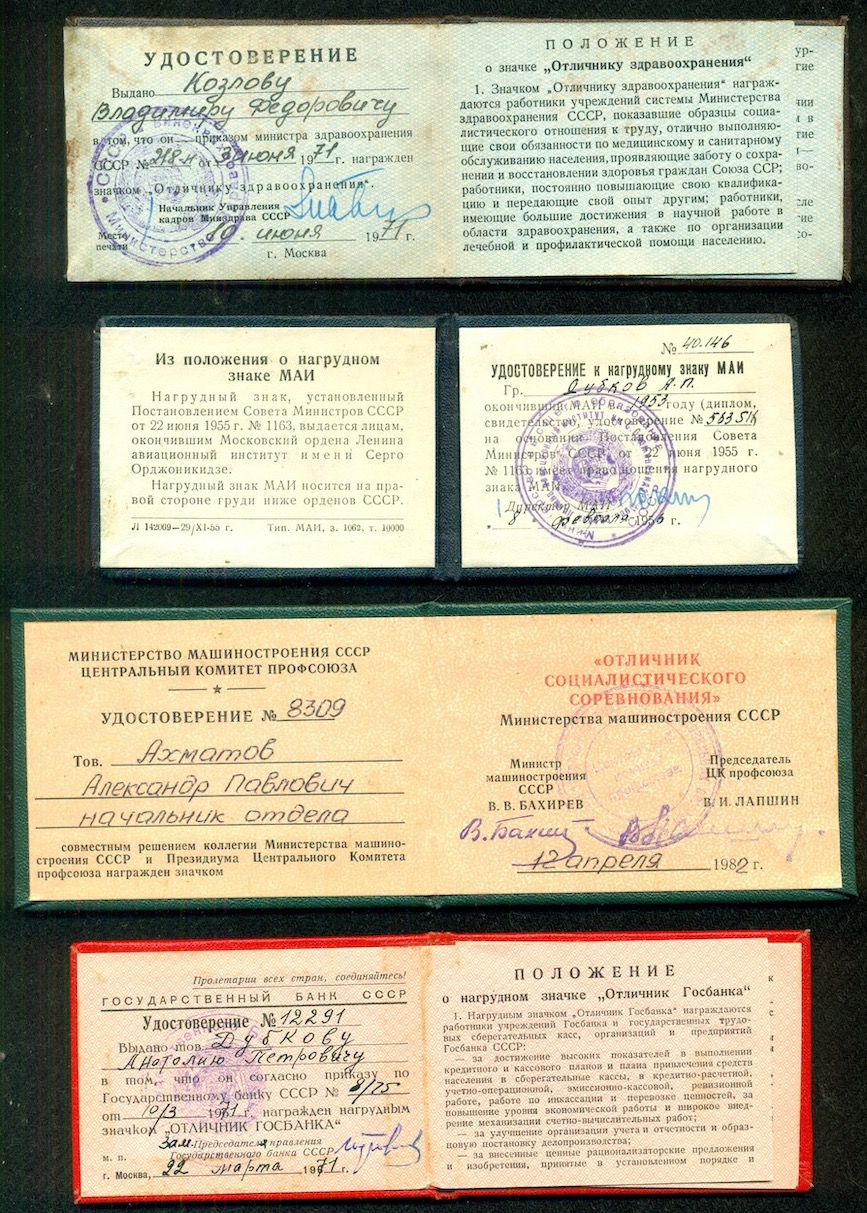 УДОСТОВЕРЕНИЕ
Выдано Козлову
Владимиру Федоровичу
в том, что он приказом министра здравоохранения
СССР № 218-н от 3 июня 1971 г. награжден
значком „Отличнику здравоохранения“.
Начальник Управления
кадров Минздрава СССР
Место
печати
10 июня 1971 г.
г. Москва
ПОЛОЖЕНИЕ
о значке „Отличнику здравоохранения“
1. Значком „Отличнику здравоохранения“ награж-
даются работники учреждений системы Министерства
здравоохранения СССР, показавшие образцы социа-
листического отношения к труду, отлично выполняю-
щие свои обязанности по медицинскому и санитарному
обслуживанию населения, проявляющие заботу о сохра-
нении и восстановлении здоровья граждан Союза ССР;
работники, постоянно повышающие свою квалифика-
цию и передающие свой опыт другим; работники,
имеющие большие достижения в научной работе в
области здравоохранения, а также по организации
лечебной и профилактической помощи населению.
Из положения о нагрудном
знаке МАИ
Нагрудный знак, установленный
Постановлением Совета Министров СССР
от 22 июня 1955 г. № 1163, выдается лицам,
окончившим Московский ордена Ленина
авиационный институт имени Серго
Орджоникидзе.
Нагрудный знак МАИ носится на пра-
вой стороне груди ниже орденов СССР.
Л 142069—29/XI-55 г. Тип. МАИ, з. 1062, т. 10000
№ 40.146
УДОСТОВЕРЕНИЕ к нагрудному знаку МАИ
Гр. Дубков А.П.
окончивший МАИ в 1953 году (диплом,
свидетельство, удостоверение №
на основании Постановления Совета
Министров СССР от 22 июня 1955 г.
№ 1163 имеет право ношения нагрудного
знака МАИ
Директор МАИ
8 февраля 1956 г.
МИНИСТЕРСТВО МАШИНОСТРОЕНИЯ СССР
ЦЕНТРАЛЬНЫЙ КОМИТЕТ ПРОФСОЮЗА
УДОСТОВЕРЕНИЕ № 8309
Тов. Ахматов
Александр Павлович
начальник отдела
совместным решением коллегии Министерства машино-
строения СССР и Президиума Центрального Комитета
профсоюза награжден значком
«ОТЛИЧНИК
СОЦИАЛИСТИЧЕСКОГО
СОРЕВНОВАНИЯ»
Министерства машиностроения СССР
Министр
машиностроения
СССР
В. В. БАХИРЕВ
Председатель
ЦК профсоюза
В. И. ЛАПШИН
12 апреля 1982 г.
Пролетарии всех стран, соединяйтесь!
ГОСУДАРСТВЕННЫЙ БАНК СССР
Удостоверение № 12291
Выдано тов. Дубкову
Анатолию Петровичу
в том, что он согласно приказу по
Государственному банку СССР № 8/75
от 10/3 1971 г. награжден нагрудным
значком „ОТЛИЧНИК ГОСБАНКА“
Зам. Председателя правления
Государственного банка СССР
м. п.
г. Москва, 22 марта 1971 г.
ПОЛОЖЕНИЕ
о нагрудном значке „Отличник Госбанка“
1. Нагрудным значком „Отличник Госбанка“ награждаются
работники учреждений Госбанка и государственных трудо-
вых сберегательных касс, организаций и предприятий
Госбанка СССР:
— за достижение высоких показателей в выполнении
кредитного и кассового планов и плана привлечения средств
населения в сберегательные кассы, в кредитно-расчетной,
учетно-операционной, эмиссионно-кассовой, ревизионной
работе, работе по инкассации и перевозке ценностей, за
повышение уровня экономической работы и широкое внед-
рение механизации счетно-вычислительных работ;
— за улучшение организации учета и отчетности и образ-
цовую постановку делопроизводства;
— за внесенные ценные рационализаторские предложения
и изобретения, принятые в установленном порядке и